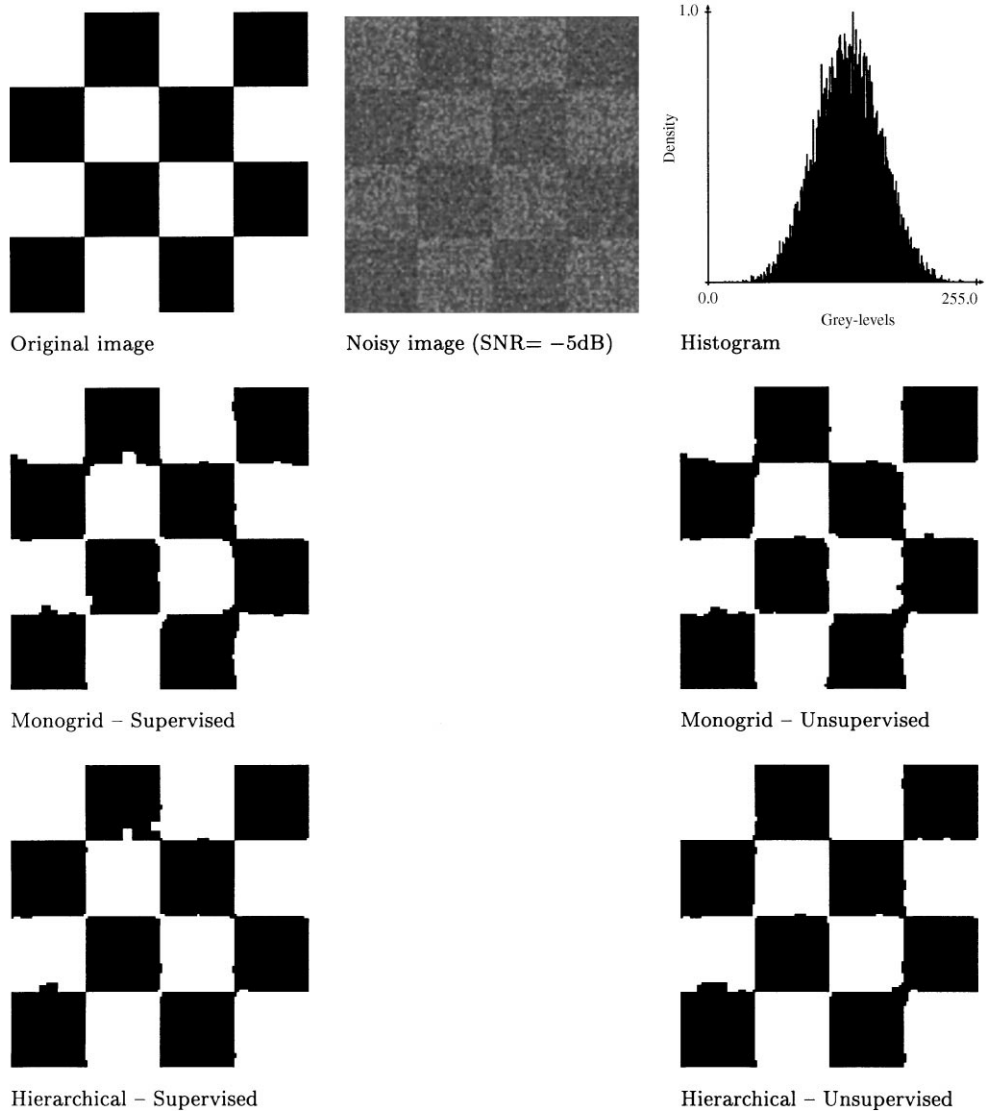 1.0
Density
0.0
255.0
Grey-levels
Original image
Noisy image (SNR= −5dB)
Histogram
Monogrid – Supervised
Monogrid – Unsupervised
Hierarchical – Supervised
Hierarchical – Unsupervised